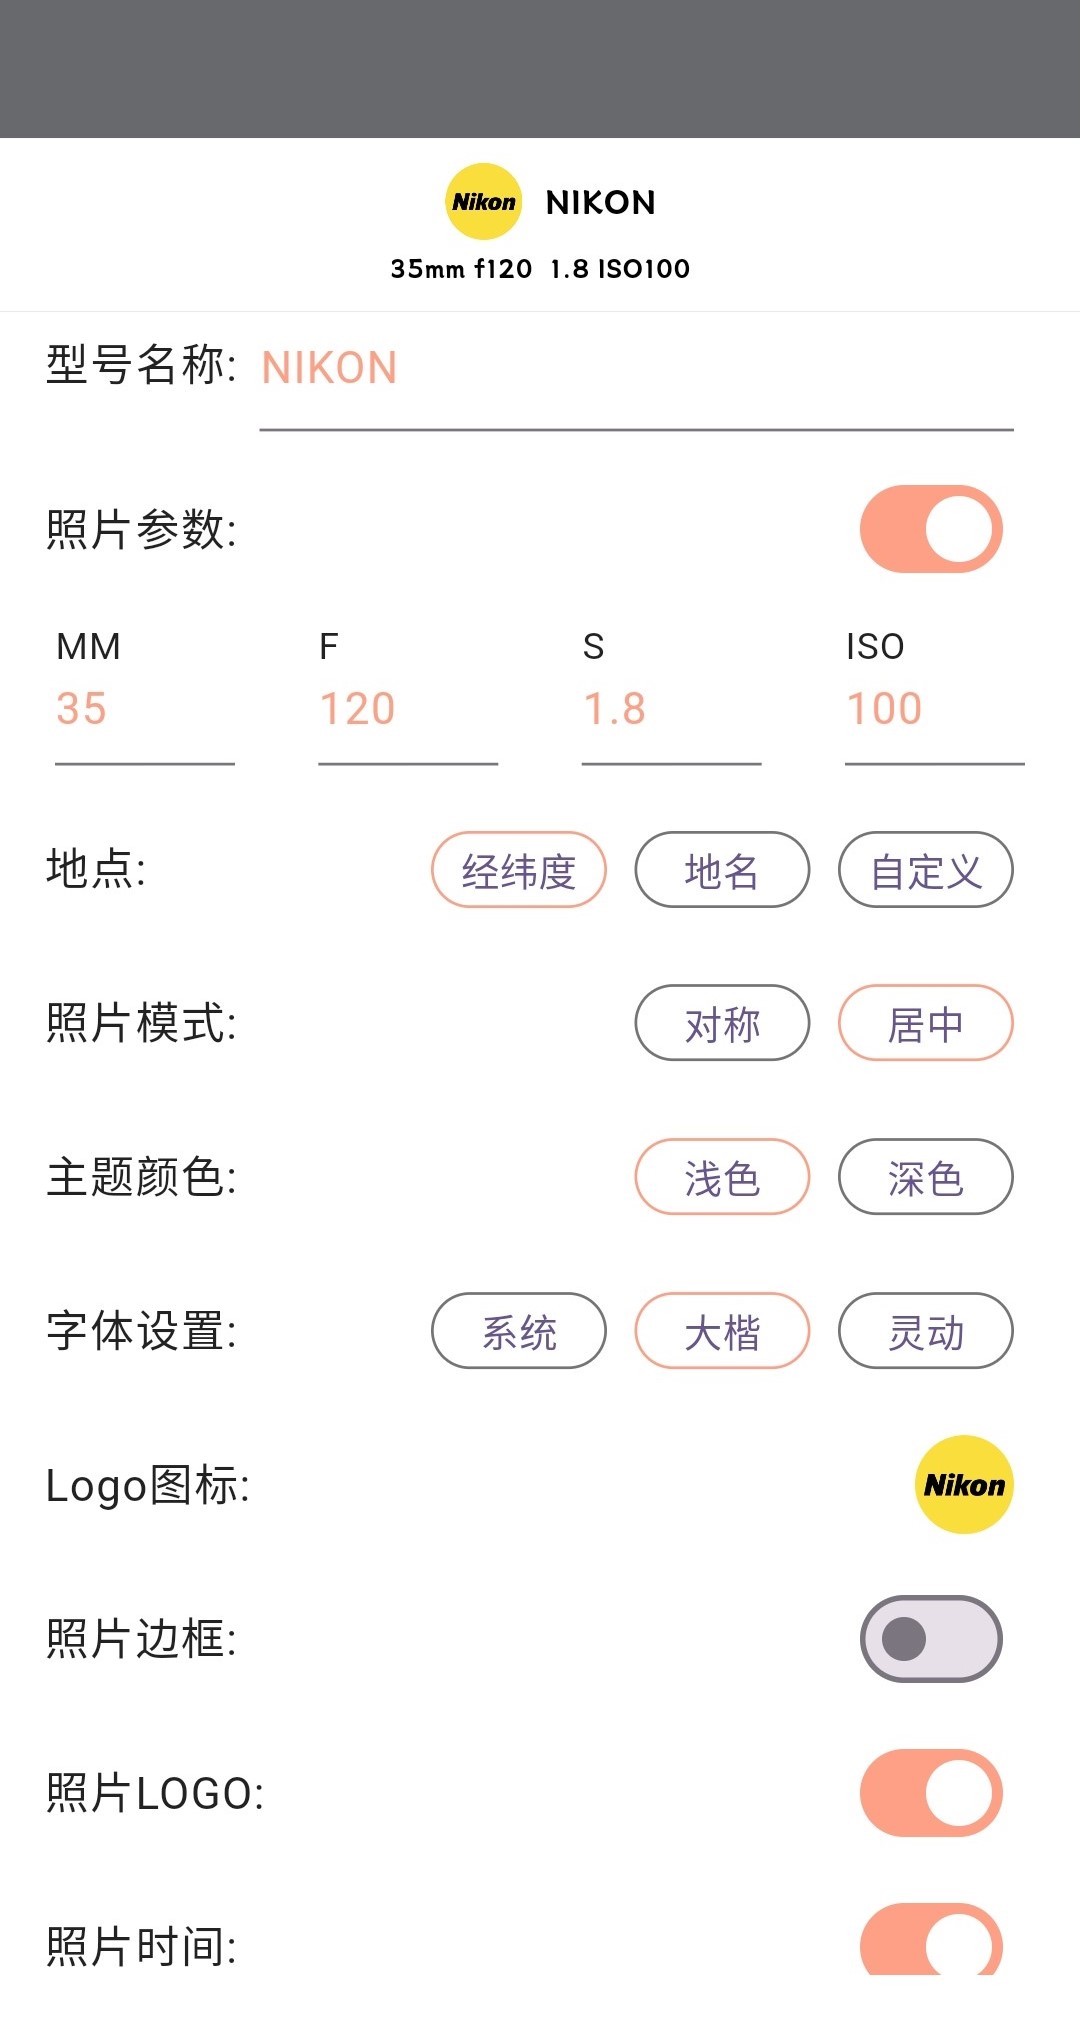 Nikon NIKON
35mm f120 1.8 ISO100
型号名称: NIKON
照片参数:
MM F S ISO
35 120 1.8 100
地点: 经纬度 地名 自定义
照片模式: 对称 居中
主题颜色: 浅色 深色
字体设置: 系统 大楷 灵动
Logo图标: Nikon
照片边框:
照片LOGO:
照片时间: